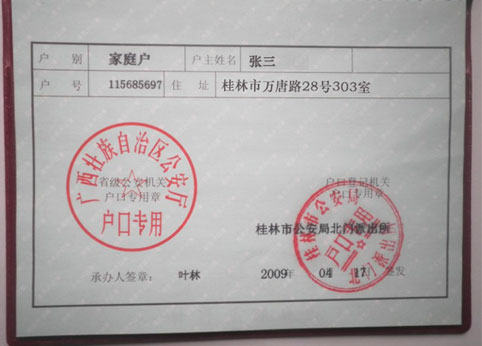 户 别 家庭户 户主姓名 张三
户 号 115685697 住 址 桂林市万唐路28号303室
广西壮族自治区公安厅
户口专用
省级公安机关
户口专用章
户口登记机关
户口专用章
桂林市公安局
户口专用
北门派出所
桂林市公安局北门派出所
承办人签章： 叶林 2009年 04 17 签发